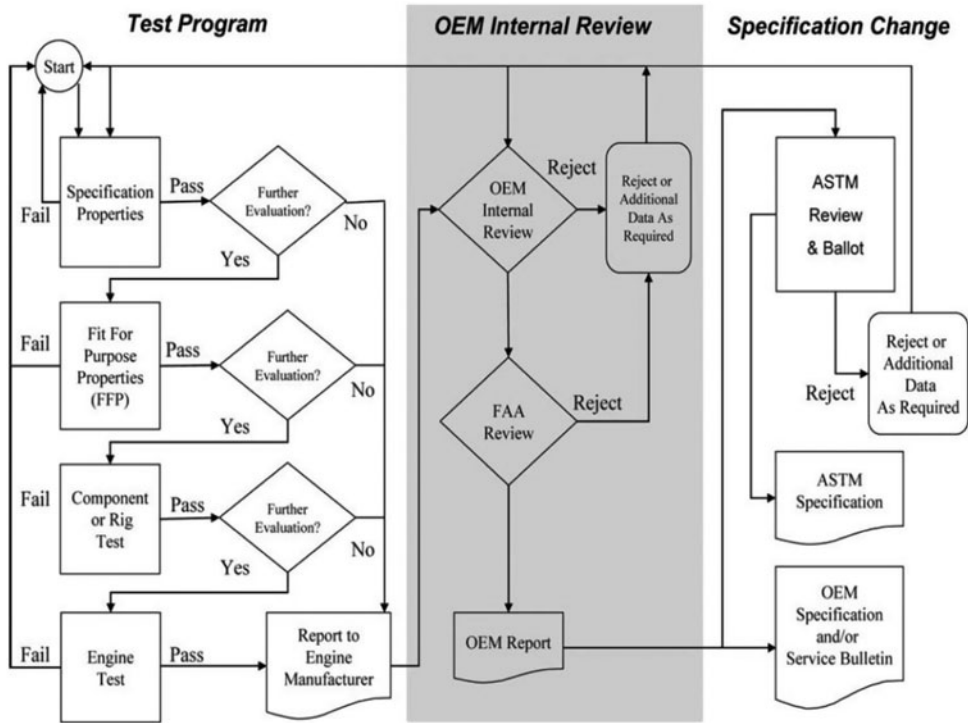 Test Program
OEM Internal Review
Specification Change
Start
Specification
Properties
Pass
Fail
Further
Evaluation?
No
Yes
Fit For
Purpose
Properties
(FFP)
Fail
Pass
Further
Evaluation?
No
Yes
Component
or Rig
Test
Fail
Pass
Further
Evaluation?
No
Yes
Engine
Test
Fail
Pass
Report to
Engine
Manufacturer
OEM
Internal
Review
Reject
Reject or
Additional
Data As
Required
FAA
Review
Reject
OEM Report
ASTM
Review
& Ballot
Reject
Reject or
Additional
Data
As Required
ASTM
Specification
OEM
Specification
and/or
Service Bulletin